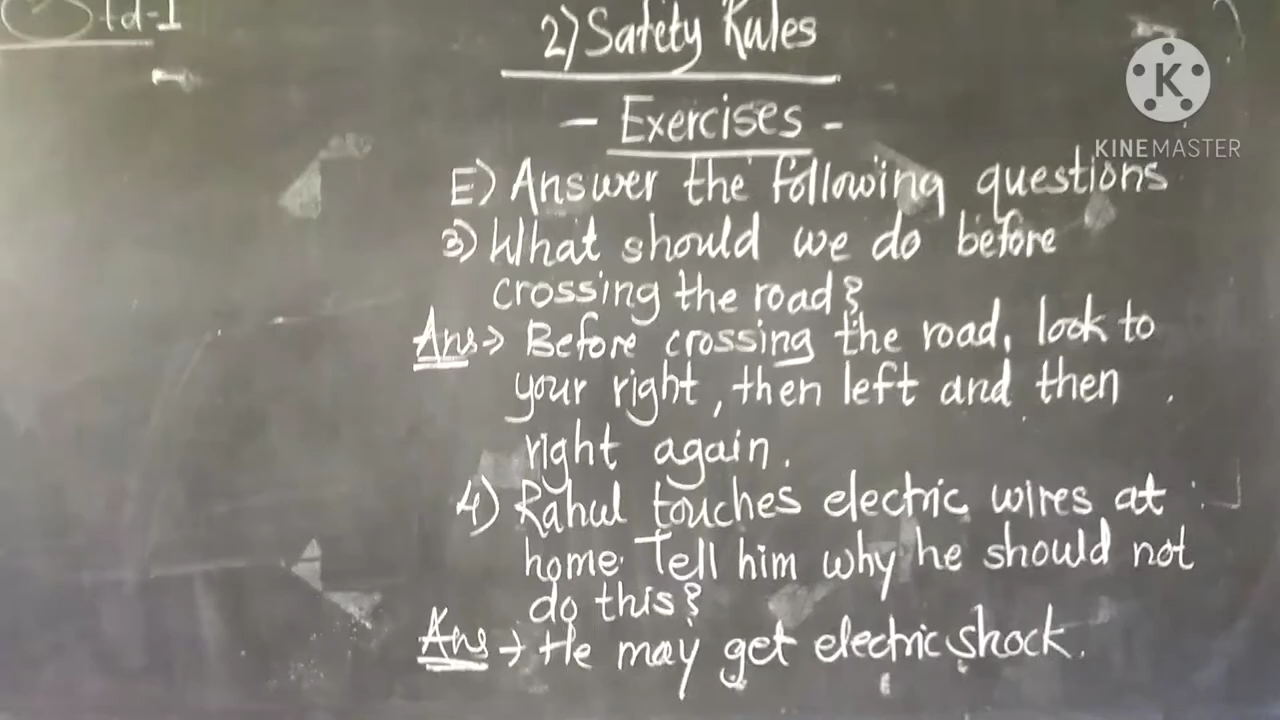 Std-1
2) Safety Rules
- Exercises -
E) Answer the following questions
3) What should we do before
crossing the road?
Ans→ Before crossing the road, look to
your right, then left and then
right again.
4) Rahul touches electric wires at
home. Tell him why he should not
do this?
Ans→ He may get electric shock.
K
KINEMASTER